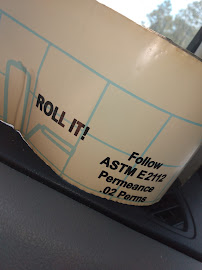 ROLL IT!
Follow
ASTM E2112
Permeance
.02 Perms